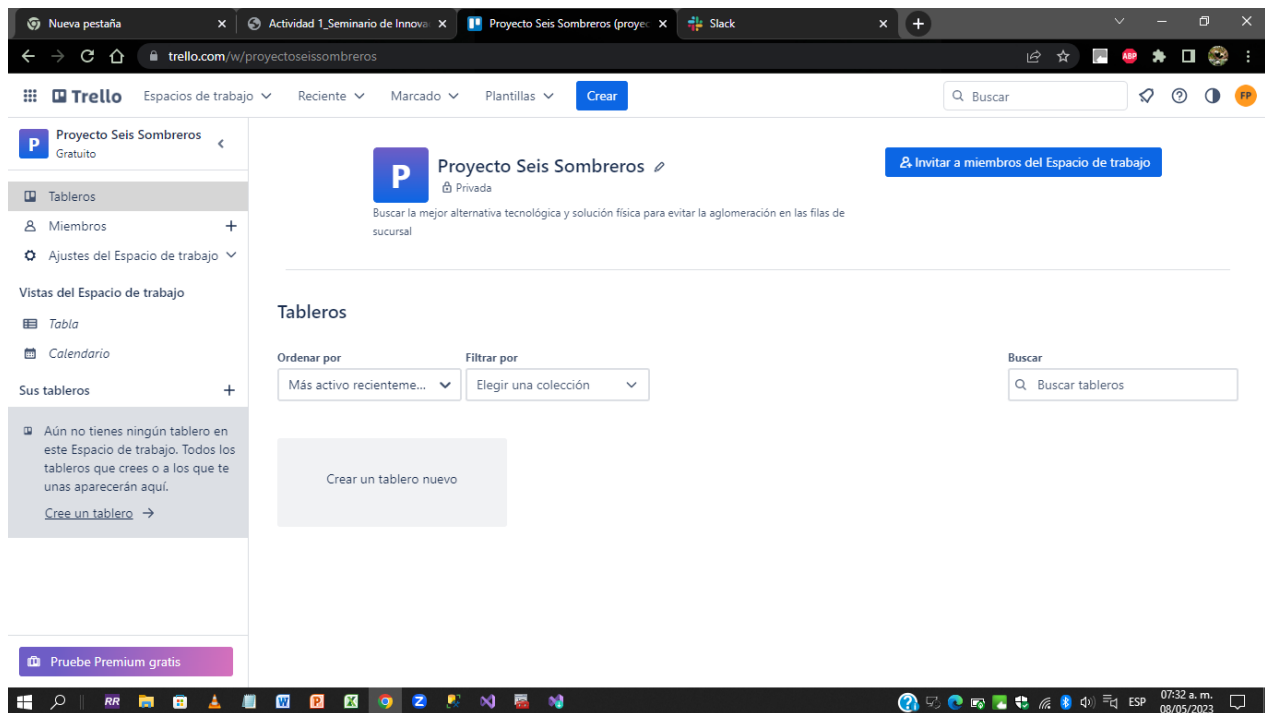 Nueva pestaña
Actividad 1_Seminario de Innova
Proyecto Seis Sombreros (proyec
Slack
trello.com/w/proyectoseissombreros
ABP
Trello
Espacios de trabajo
Reciente
Marcado
Plantillas
Crear
Buscar
FP
P
Proyecto Seis Sombreros
Gratuito
Tableros
Miembros
Ajustes del Espacio de trabajo
Vistas del Espacio de trabajo
Tabla
Calendario
Sus tableros
Aún no tienes ningún tablero en
este Espacio de trabajo. Todos los
tableros que crees o a los que te
unas aparecerán aquí.
Cree un tablero
Pruebe Premium gratis
P
Proyecto Seis Sombreros
Privada
Buscar la mejor alternativa tecnológica y solución física para evitar la aglomeración en las filas de
sucursal
Invitar a miembros del Espacio de trabajo
Tableros
Ordenar por
Filtrar por
Buscar
Más activo recienteme...
Elegir una colección
Buscar tableros
Crear un tablero nuevo
RR
ESP
07:32 a. m.
08/05/2023